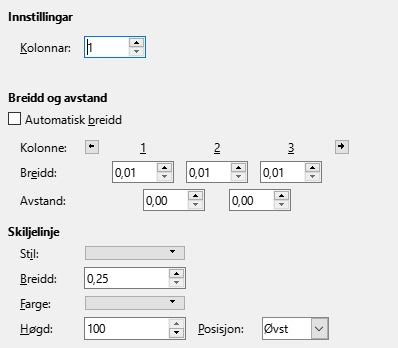 Innstillingar
Kolonnar: 1
Breidd og avstand
Automatisk breidd
Kolonne: 1 2 3
Breidd: 0,01 0,01 0,01
Avstand: 0,00 0,00
Skiljelinje
Stil:
Breidd: 0,25
Farge:
Høgd: 100 Posisjon: Øvst